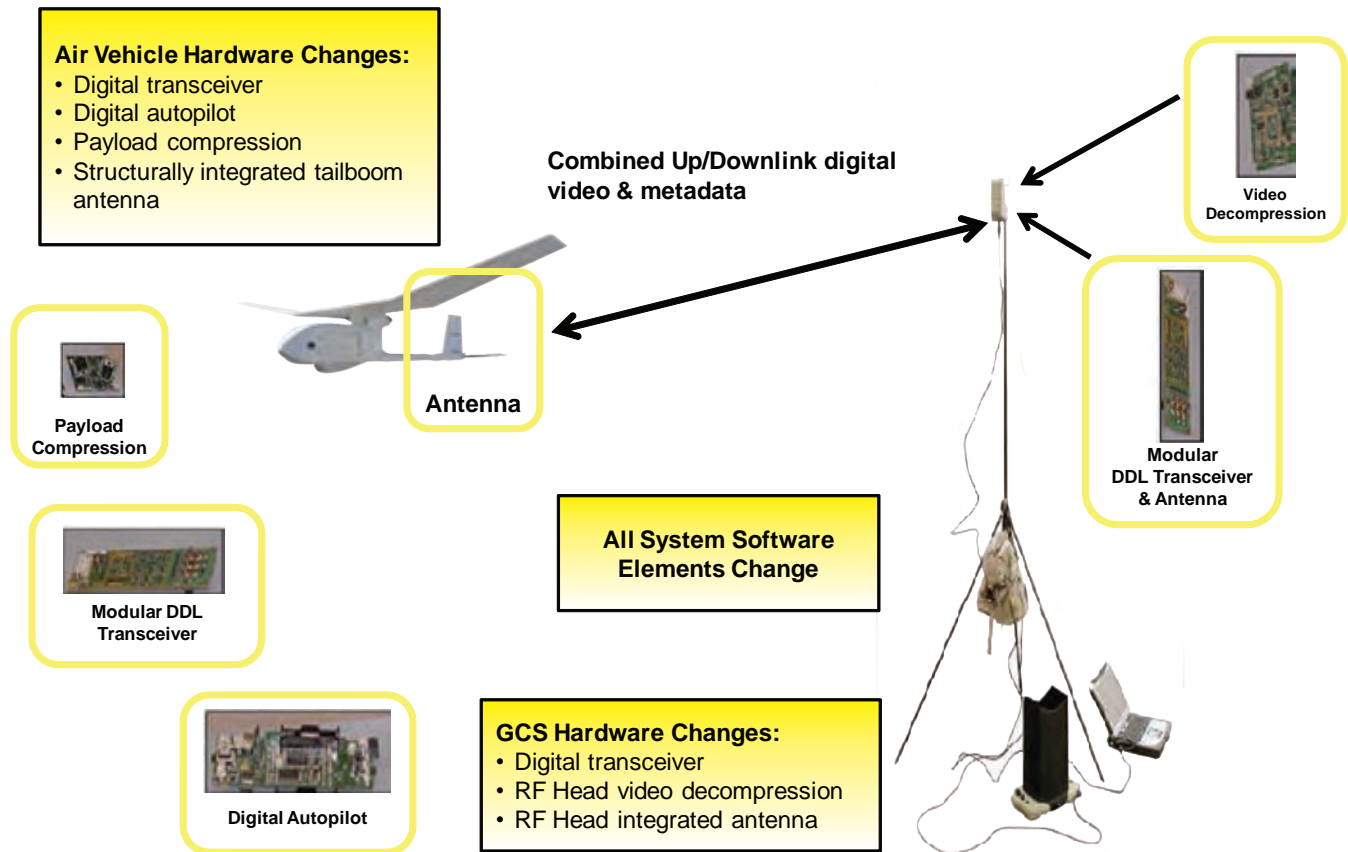 Air Vehicle Hardware Changes:
• Digital transceiver
• Digital autopilot
• Payload compression
• Structurally integrated tailboom
antenna
Combined Up/Downlink digital
video & metadata
Video
Decompression
Antenna
Payload
Compression
Modular
DDL Transceiver
& Antenna
All System Software
Elements Change
Modular DDL
Transceiver
GCS Hardware Changes:
• Digital transceiver
• RF Head video decompression
• RF Head integrated antenna
Digital Autopilot